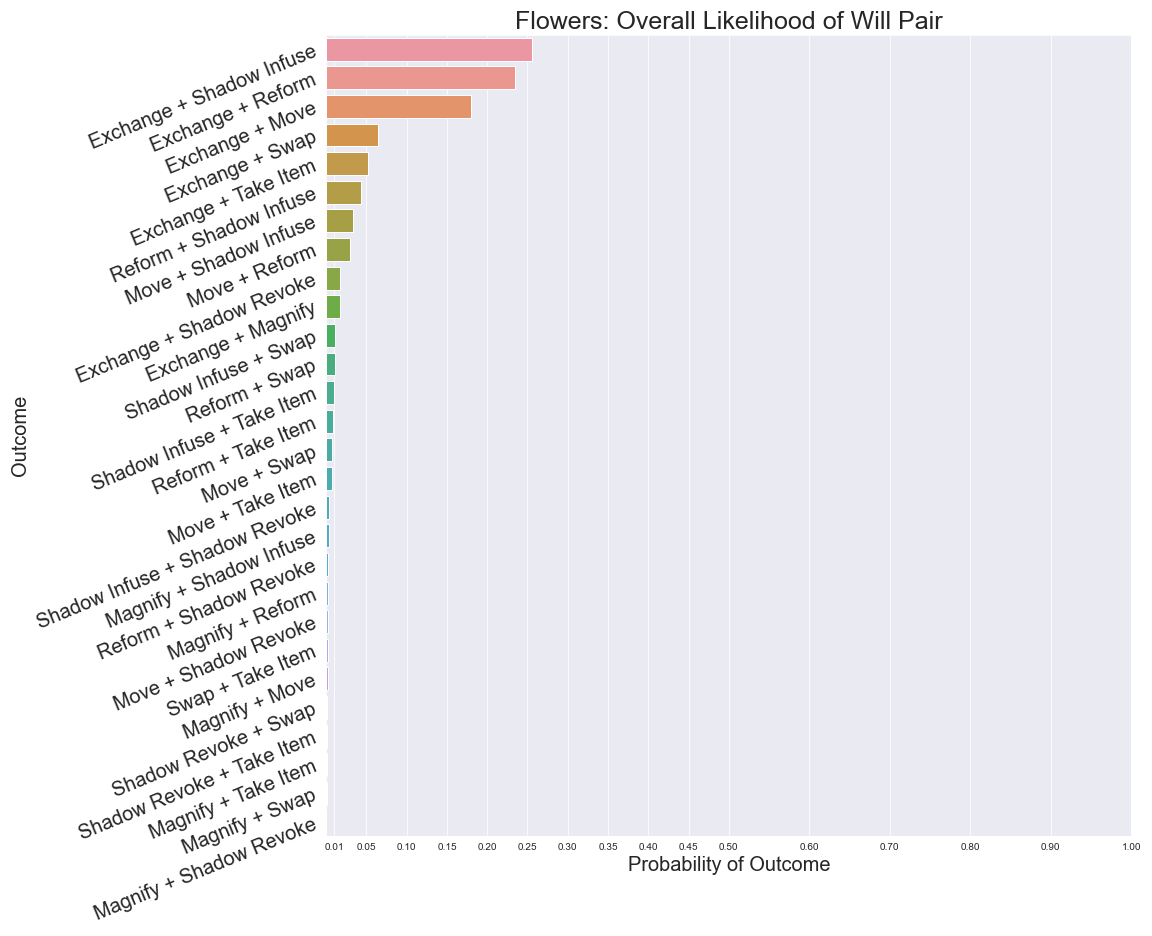 Flowers: Overall Likelihood of Will Pair
Exchange + Shadow Infuse
Exchange + Reform
Exchange + Move
Exchange + Swap
Exchange + Take Item
Reform + Shadow Infuse
Move + Shadow Infuse
Move + Reform
Exchange + Shadow Revoke
Exchange + Magnify
Shadow Infuse + Swap
Reform + Swap
Shadow Infuse + Take Item
Reform + Take Item
Move + Swap
Move + Take Item
Shadow Infuse + Shadow Revoke
Magnify + Shadow Infuse
Reform + Shadow Revoke
Magnify + Reform
Move + Shadow Revoke
Swap + Take Item
Magnify + Move
Shadow Revoke + Swap
Shadow Revoke + Take Item
Magnify + Take Item
Magnify + Swap
Magnify + Shadow Revoke
Outcome
0.01 0.05 0.10 0.15 0.20 0.25 0.30 0.35 0.40 0.45 0.50 0.60 0.70 0.80 0.90 1.00
Probability of Outcome